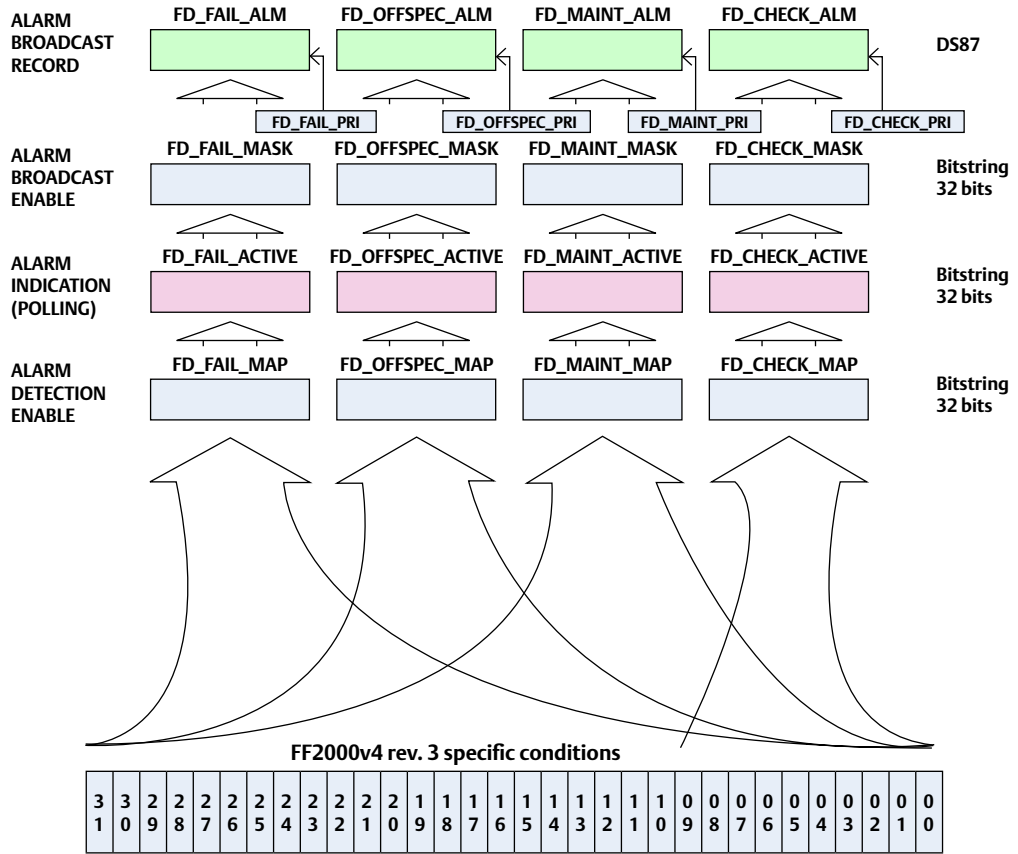 ALARM
BROADCAST
RECORD
FD_FAIL_ALM
FD_OFFSPEC_ALM
FD_MAINT_ALM
FD_CHECK_ALM
DS87
FD_FAIL_PRI
FD_OFFSPEC_PRI
FD_MAINT_PRI
FD_CHECK_PRI
ALARM
BROADCAST
ENABLE
FD_FAIL_MASK
FD_OFFSPEC_MASK
FD_MAINT_MASK
FD_CHECK_MASK
Bitstring
32 bits
ALARM
INDICATION
(POLLING)
FD_FAIL_ACTIVE
FD_OFFSPEC_ACTIVE
FD_MAINT_ACTIVE
FD_CHECK_ACTIVE
Bitstring
32 bits
ALARM
DETECTION
ENABLE
FD_FAIL_MAP
FD_OFFSPEC_MAP
FD_MAINT_MAP
FD_CHECK_MAP
Bitstring
32 bits
FF2000v4 rev. 3 specific conditions
31 30 29 28 27 26 25 24 23 22 21 20 19 18 17 16 15 14 13 12 11 10 09 08 07 06 05 04 03 02 01 00